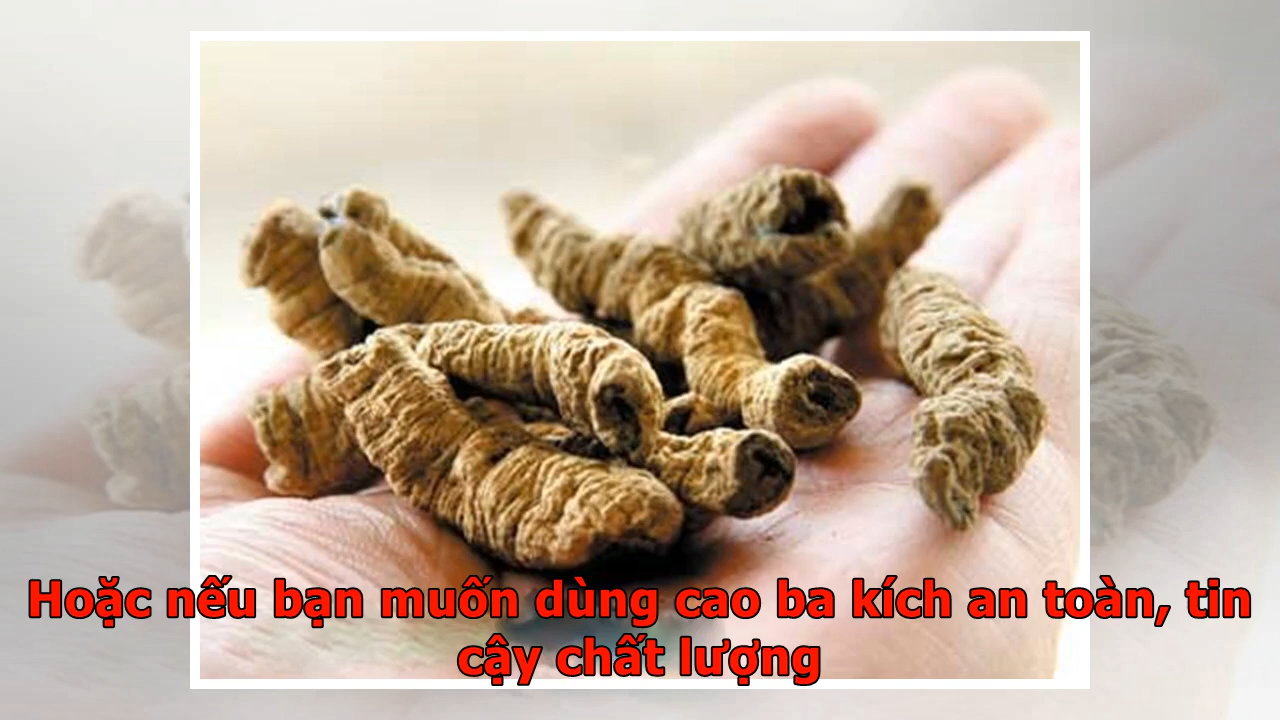 Hoặc nếu bạn muốn dùng cao ba kích an toàn, tin
cậy chất lượng